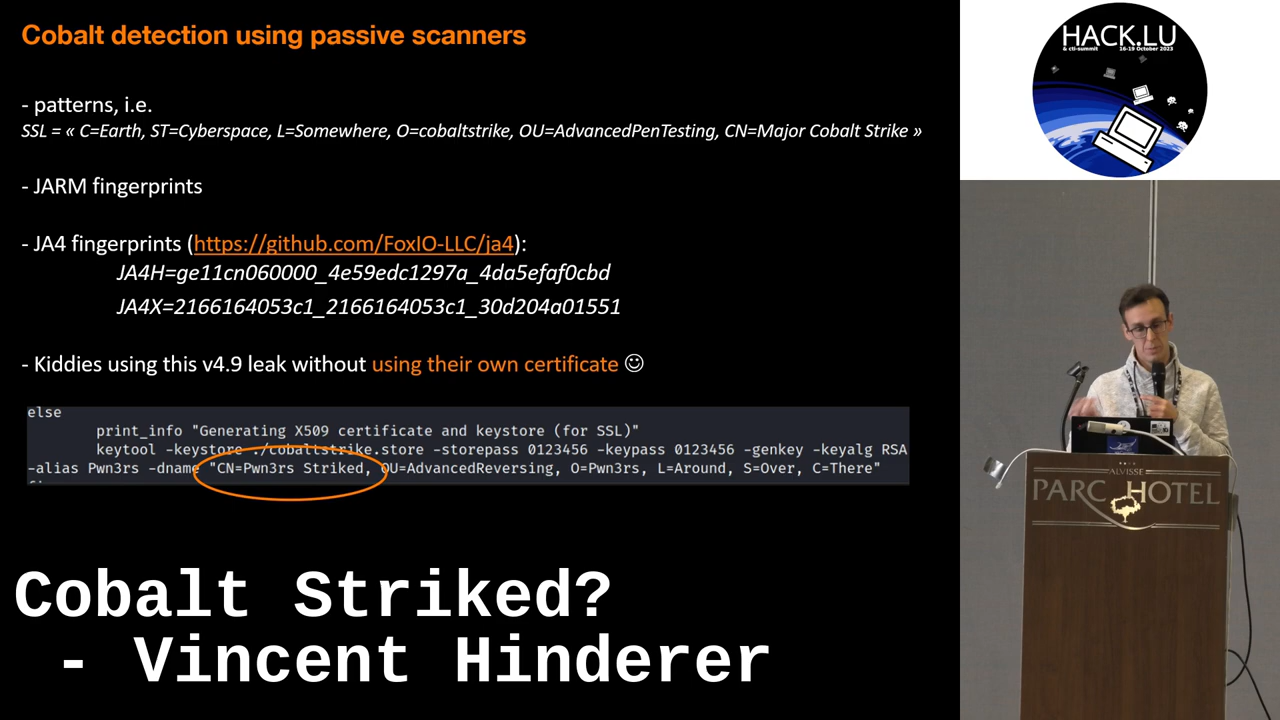 Cobalt detection using passive scanners
- patterns, i.e.
SSL = « C=Earth, ST=Cyberspace, L=Somewhere, O=cobaltstrike, OU=AdvancedPenTesting, CN=Major Cobalt Strike »
- JARM fingerprints
- JA4 fingerprints (https://github.com/FoxIO-LLC/ja4):
JA4H=ge11cn060000_4e59edc1297a_4da5efaf0cbd
JA4X=2166164053c1_2166164053c1_30d204a01551
- Kiddies using this v4.9 leak without using their own certificate ☺
else
print_info "Generating X509 certificate and keystore (for SSL)"
keytool -keystore ./cobaltstrike.store -storepass 0123456 -keypass 0123456 -genkey -keyalg RSA
-alias Pwn3rs -dname "CN=Pwn3rs Striked, OU=AdvancedReversing, O=Pwn3rs, L=Around, S=Over, C=There"
Cobalt Striked?
- Vincent Hinderer
HACK.LU
& cti-summit 16-19 October 2023
ALVISSE
PARC HOTEL